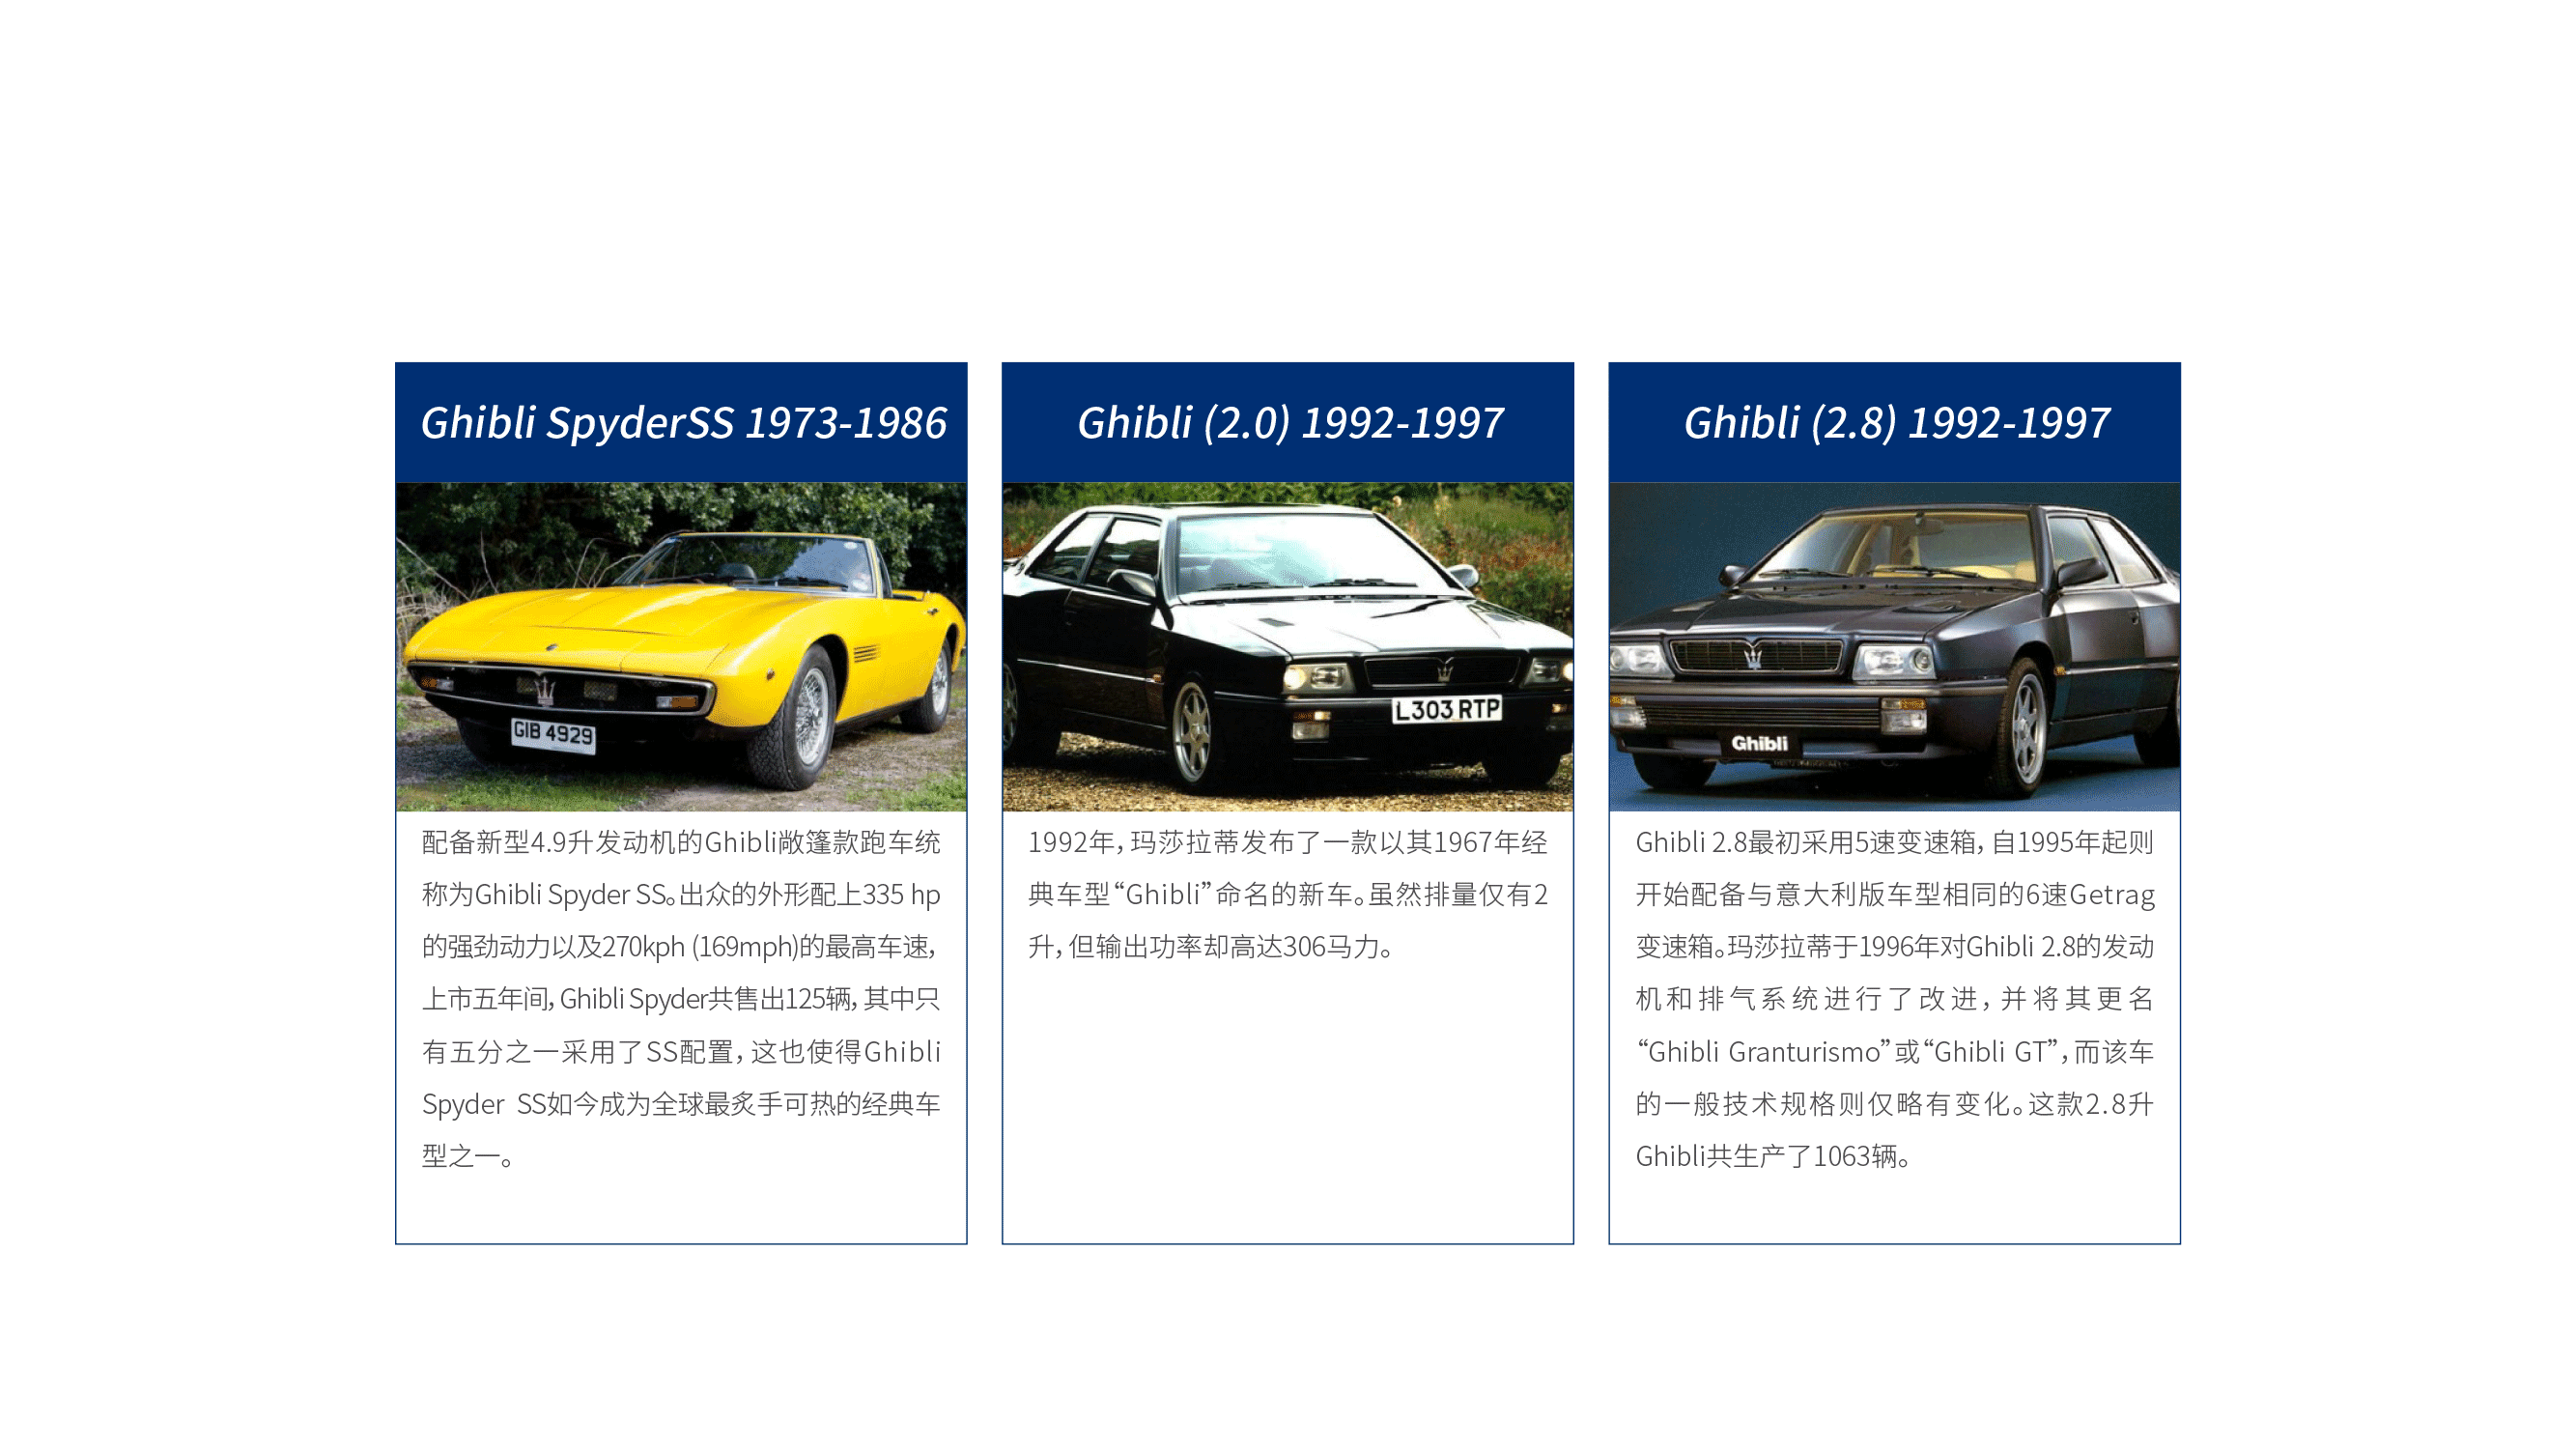 Ghibli SpyderSS 1973-1986
GIB 4929
配备新型4.9升发动机的Ghibli敞篷款跑车统
称为Ghibli Spyder SS。出众的外形配上335 hp
的强劲动力以及270kph (169mph)的最高车速，
上市五年间，Ghibli Spyder共售出125辆，其中只
有五分之一采用了SS配置，这也使得Ghibli
Spyder SS如今成为全球最炙手可热的经典车
型之一。
Ghibli (2.0) 1992-1997
L303 RTP
1992年，玛莎拉蒂发布了一款以其1967年经
典车型“Ghibli”命名的新车。虽然排量仅有2
升，但输出功率却高达306马力。
Ghibli (2.8) 1992-1997
Ghibli
Ghibli 2.8最初采用5速变速箱，自1995年起则
开始配备与意大利版车型相同的6速Getrag
变速箱。玛莎拉蒂于1996年对Ghibli 2.8的发动
机和排气系统进行了改进，并将其更名
“Ghibli Granturismo”或“Ghibli GT”，而该车
的一般技术规格则仅略有变化。这款2.8升
Ghibli共生产了1063辆。